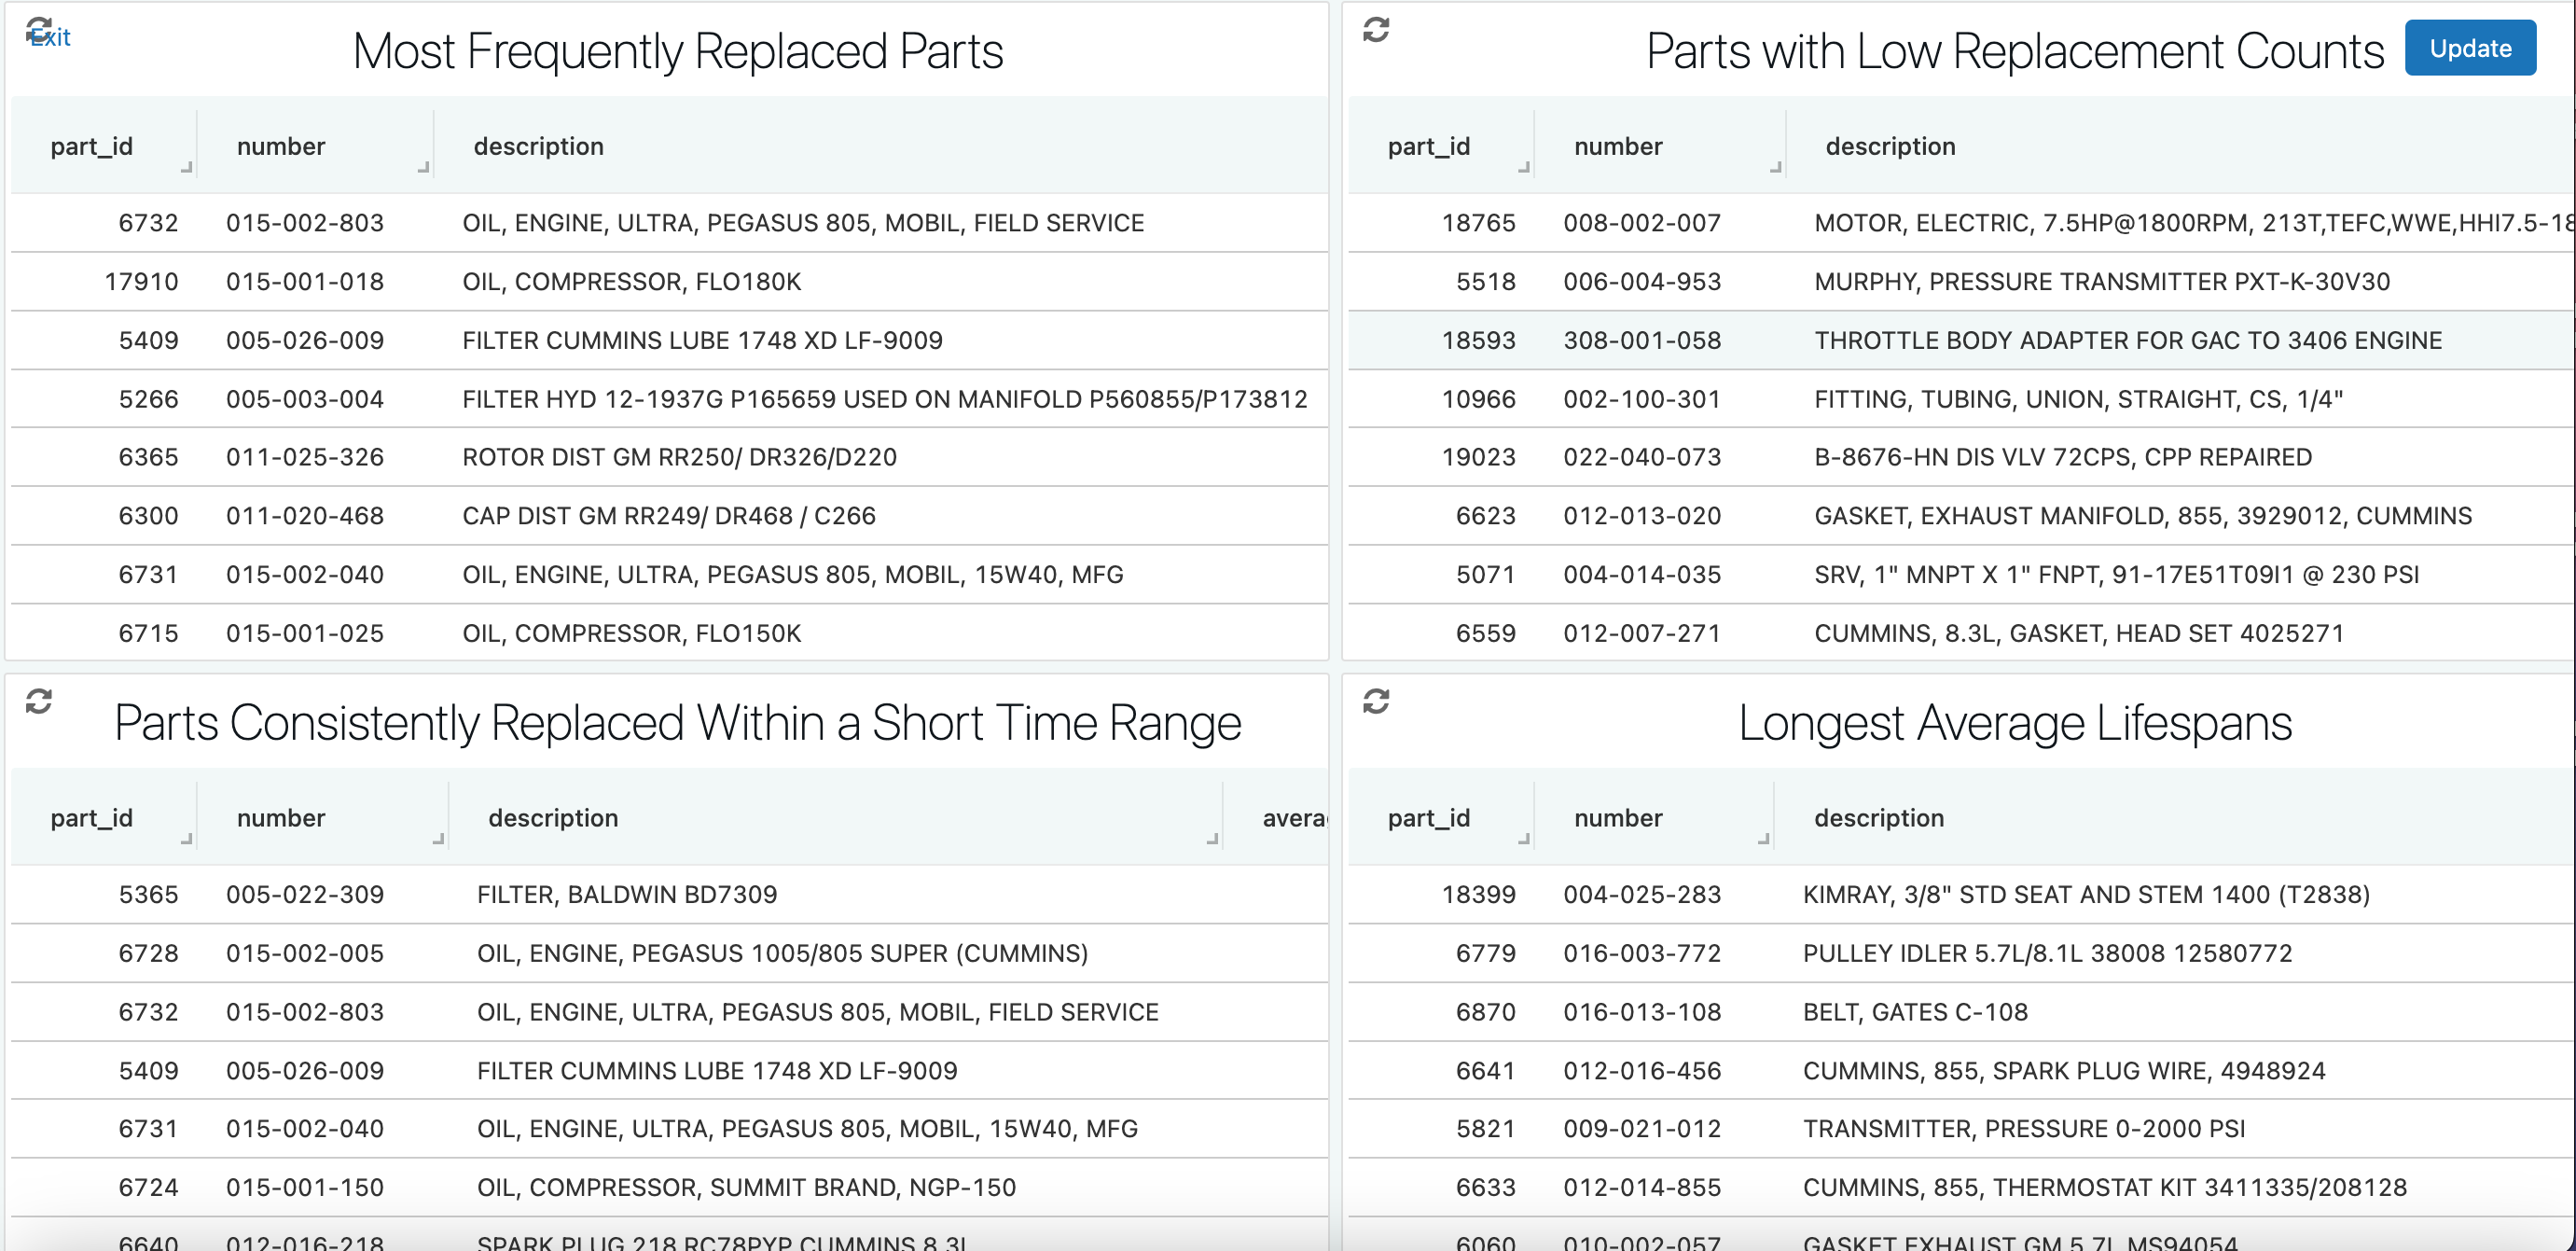 Exit
Most Frequently Replaced Parts
part_id number description
6732 015-002-803 OIL, ENGINE, ULTRA, PEGASUS 805, MOBIL, FIELD SERVICE
17910 015-001-018 OIL, COMPRESSOR, FLO180K
5409 005-026-009 FILTER CUMMINS LUBE 1748 XD LF-9009
5266 005-003-004 FILTER HYD 12-1937G P165659 USED ON MANIFOLD P560855/P173812
6365 011-025-326 ROTOR DIST GM RR250/ DR326/D220
6300 011-020-468 CAP DIST GM RR249/ DR468 / C266
6731 015-002-040 OIL, ENGINE, ULTRA, PEGASUS 805, MOBIL, 15W40, MFG
6715 015-001-025 OIL, COMPRESSOR, FLO150K
Parts with Low Replacement Counts
Update
part_id number description
18765 008-002-007 MOTOR, ELECTRIC, 7.5HP@1800RPM, 213T,TEFC,WWE,HHI7.5-18
5518 006-004-953 MURPHY, PRESSURE TRANSMITTER PXT-K-30V30
18593 308-001-058 THROTTLE BODY ADAPTER FOR GAC TO 3406 ENGINE
10966 002-100-301 FITTING, TUBING, UNION, STRAIGHT, CS, 1/4"
19023 022-040-073 B-8676-HN DIS VLV 72CPS, CPP REPAIRED
6623 012-013-020 GASKET, EXHAUST MANIFOLD, 855, 3929012, CUMMINS
5071 004-014-035 SRV, 1" MNPT X 1" FNPT, 91-17E51T09I1 @ 230 PSI
6559 012-007-271 CUMMINS, 8.3L, GASKET, HEAD SET 4025271
Parts Consistently Replaced Within a Short Time Range
part_id number description avera
5365 005-022-309 FILTER, BALDWIN BD7309
6728 015-002-005 OIL, ENGINE, PEGASUS 1005/805 SUPER (CUMMINS)
6732 015-002-803 OIL, ENGINE, ULTRA, PEGASUS 805, MOBIL, FIELD SERVICE
5409 005-026-009 FILTER CUMMINS LUBE 1748 XD LF-9009
6731 015-002-040 OIL, ENGINE, ULTRA, PEGASUS 805, MOBIL, 15W40, MFG
6724 015-001-150 OIL, COMPRESSOR, SUMMIT BRAND, NGP-150
6640 012-016-218 SPARK PLUG 218 RC78PYP CUMMINS 8.3L
Longest Average Lifespans
part_id number description
18399 004-025-283 KIMRAY, 3/8" STD SEAT AND STEM 1400 (T2838)
6779 016-003-772 PULLEY IDLER 5.7L/8.1L 38008 12580772
6870 016-013-108 BELT, GATES C-108
6641 012-016-456 CUMMINS, 855, SPARK PLUG WIRE, 4948924
5821 009-021-012 TRANSMITTER, PRESSURE 0-2000 PSI
6633 012-014-855 CUMMINS, 855, THERMOSTAT KIT 3411335/208128
6060 010-002-057 GASKET EXHAUST GM 5.7L MS94054